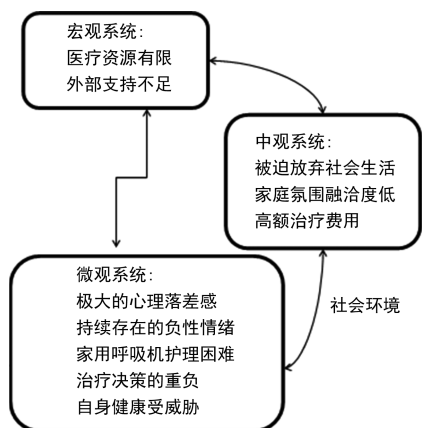 宏观系统:
医疗资源有限
外部支持不足
中观系统:
被迫放弃社会生活
家庭氛围融洽度低
高额治疗费用
微观系统:
极大的心理落差感
持续存在的负性情绪
家用呼吸机护理困难
治疗决策的重负
自身健康受威胁
社会环境